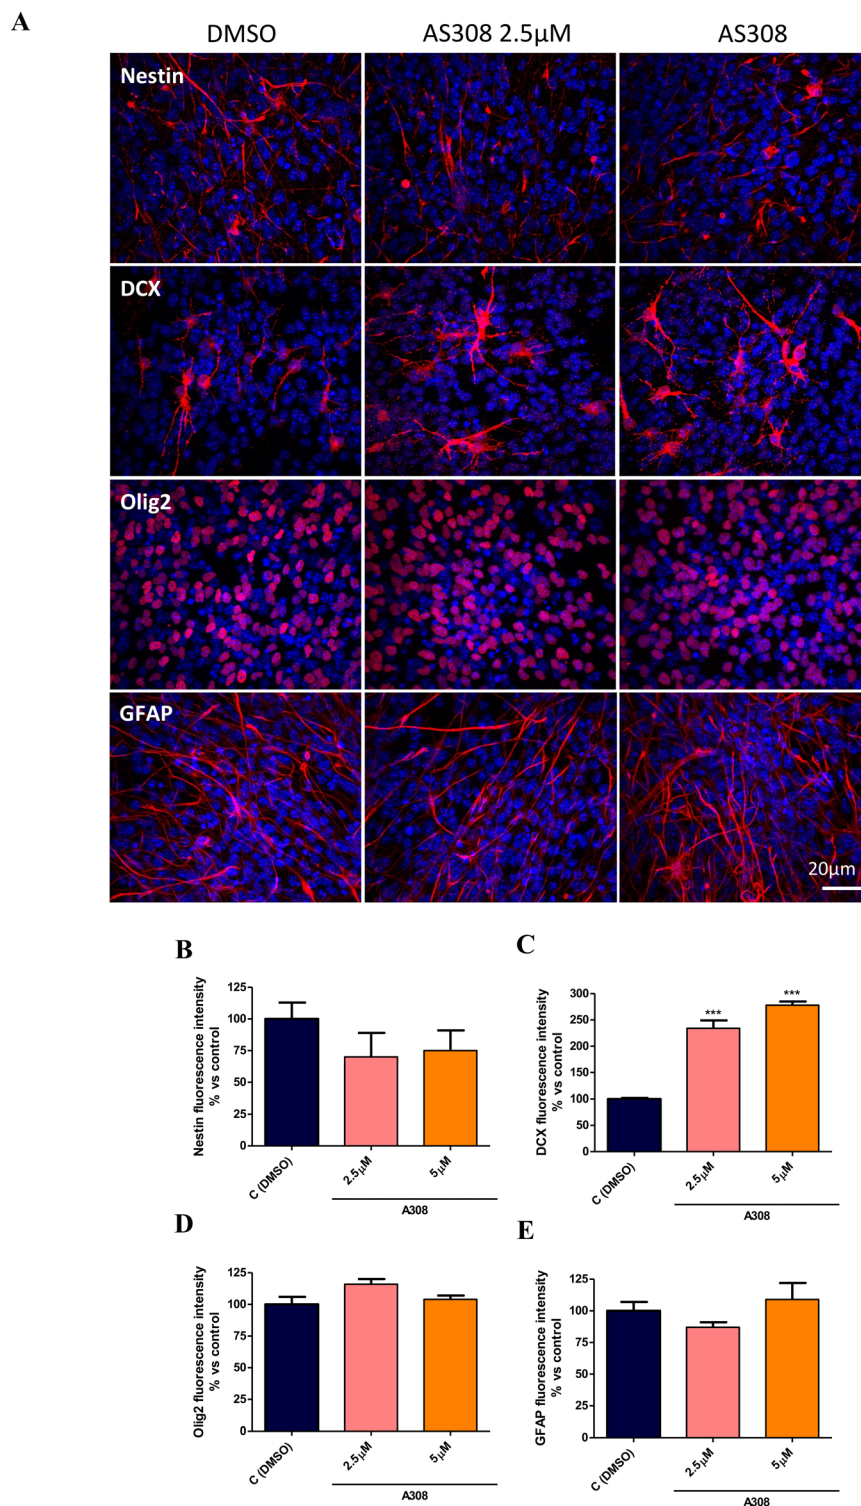 A
DMSO AS308 2.5μM AS308
Nestin
DCX
Olig2
GFAP
20μm
B
Nestin fluorescence intensity
% vs control
125
100
75
50
25
0
C (DMSO)
2.5μM
5μM
A308
C
DCX fluorescence intensity
% vs control
300
250
200
150
100
50
0
***
***
C (DMSO)
2.5μM
5μM
A308
D
Olig2 fluorescence intensity
% vs control
125
100
75
50
25
0
C (DMSO)
2.5μM
5μM
A308
E
GFAP fluorescence intensity
% vs control
125
100
75
50
25
0
C (DMSO)
2.5μM
5μM
A308